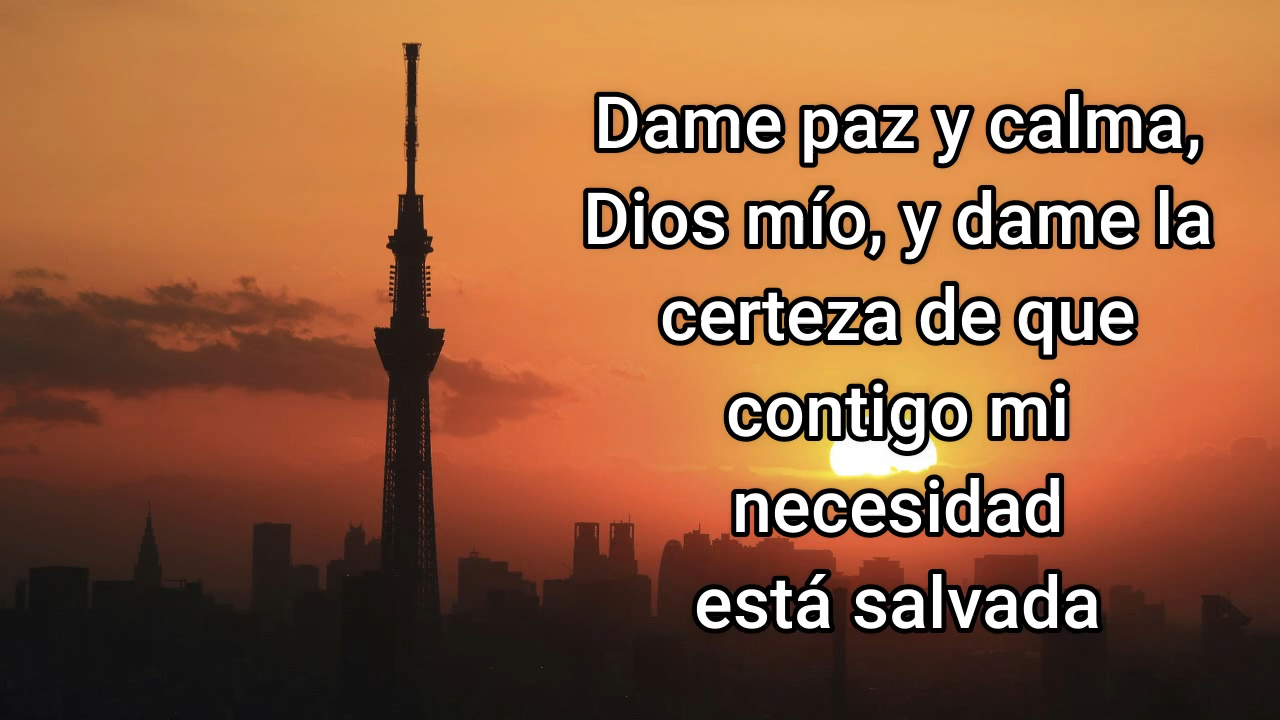 Dame paz y calma,
Dios mío, y dame la
certeza de que
contigo mi
necesidad
está salvada